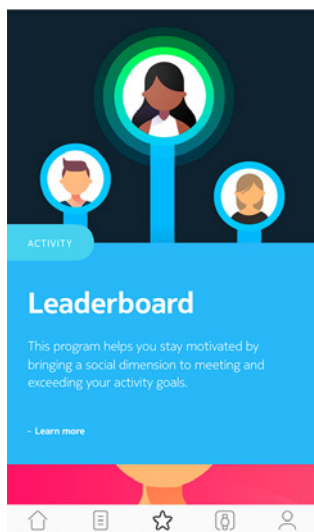 ACTIVITY
Leaderboard
This program helps you stay motivated by
bringing a social dimension to meeting and
exceeding your activity goals.
- Learn more